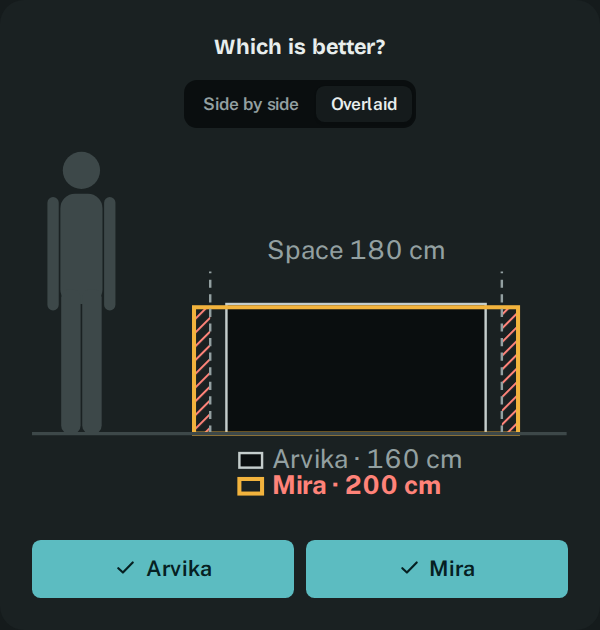 Which is better?
Side by side
Overlaid
Space 180 cm
Arvika · 160 cm
Mira · 200 cm
Arvika
Mira